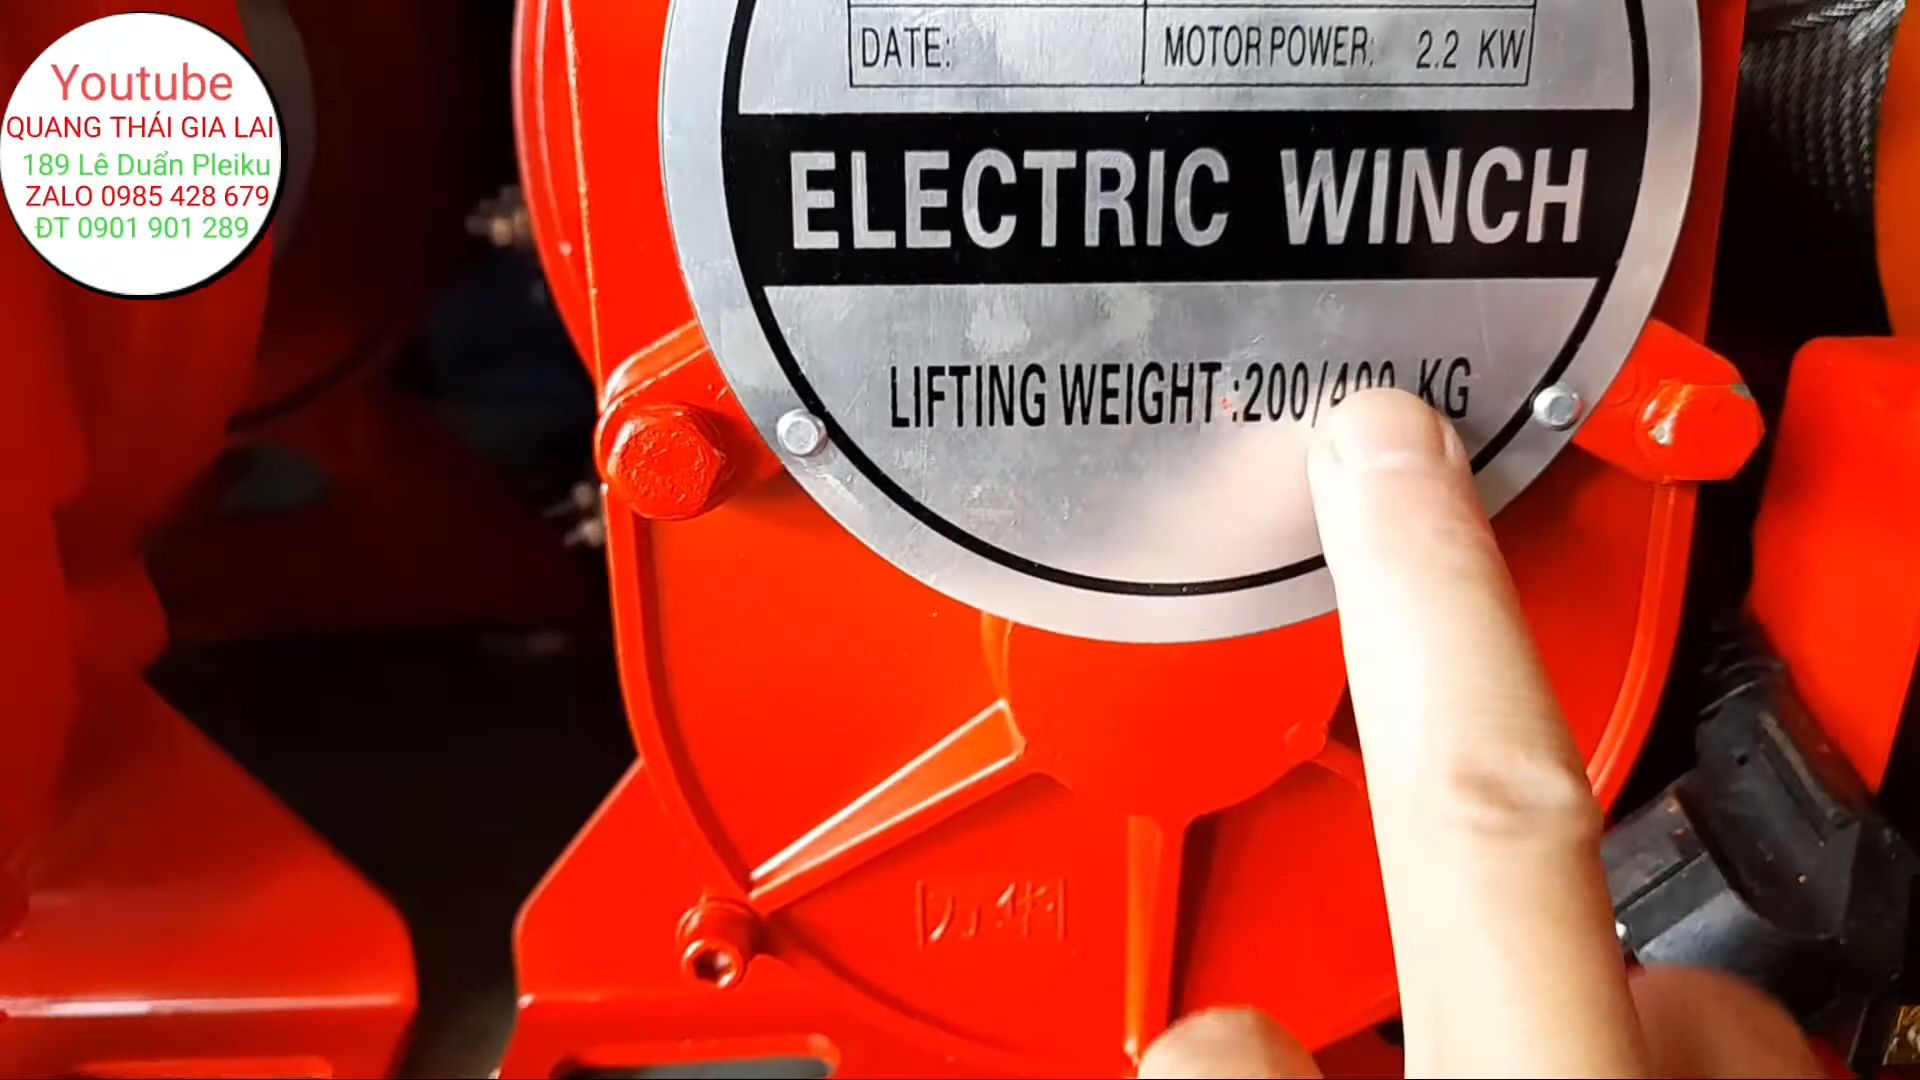 Youtube
QUANG THÁI GIA LAI
189 Lê Duẩn Pleiku
ZALO 0985 428 679
ĐT 0901 901 289
DATE: MOTOR POWER: 2.2 KW
ELECTRIC WINCH
LIFTING WEIGHT :200/400 KG